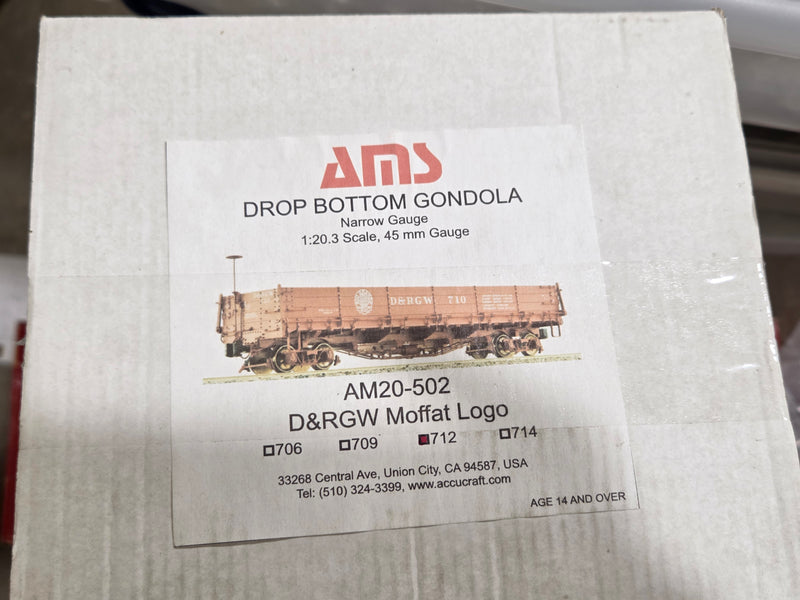 AMS
DROP BOTTOM GONDOLA
Narrow Gauge
1:20.3 Scale, 45 mm Gauge
D&RGW 710
AM20-502
D&RGW Moffat Logo
706 709 712 714
33268 Central Ave, Union City, CA 94587, USA
Tel: (510) 324-3399, www.accucraft.com
AGE 14 AND OVER